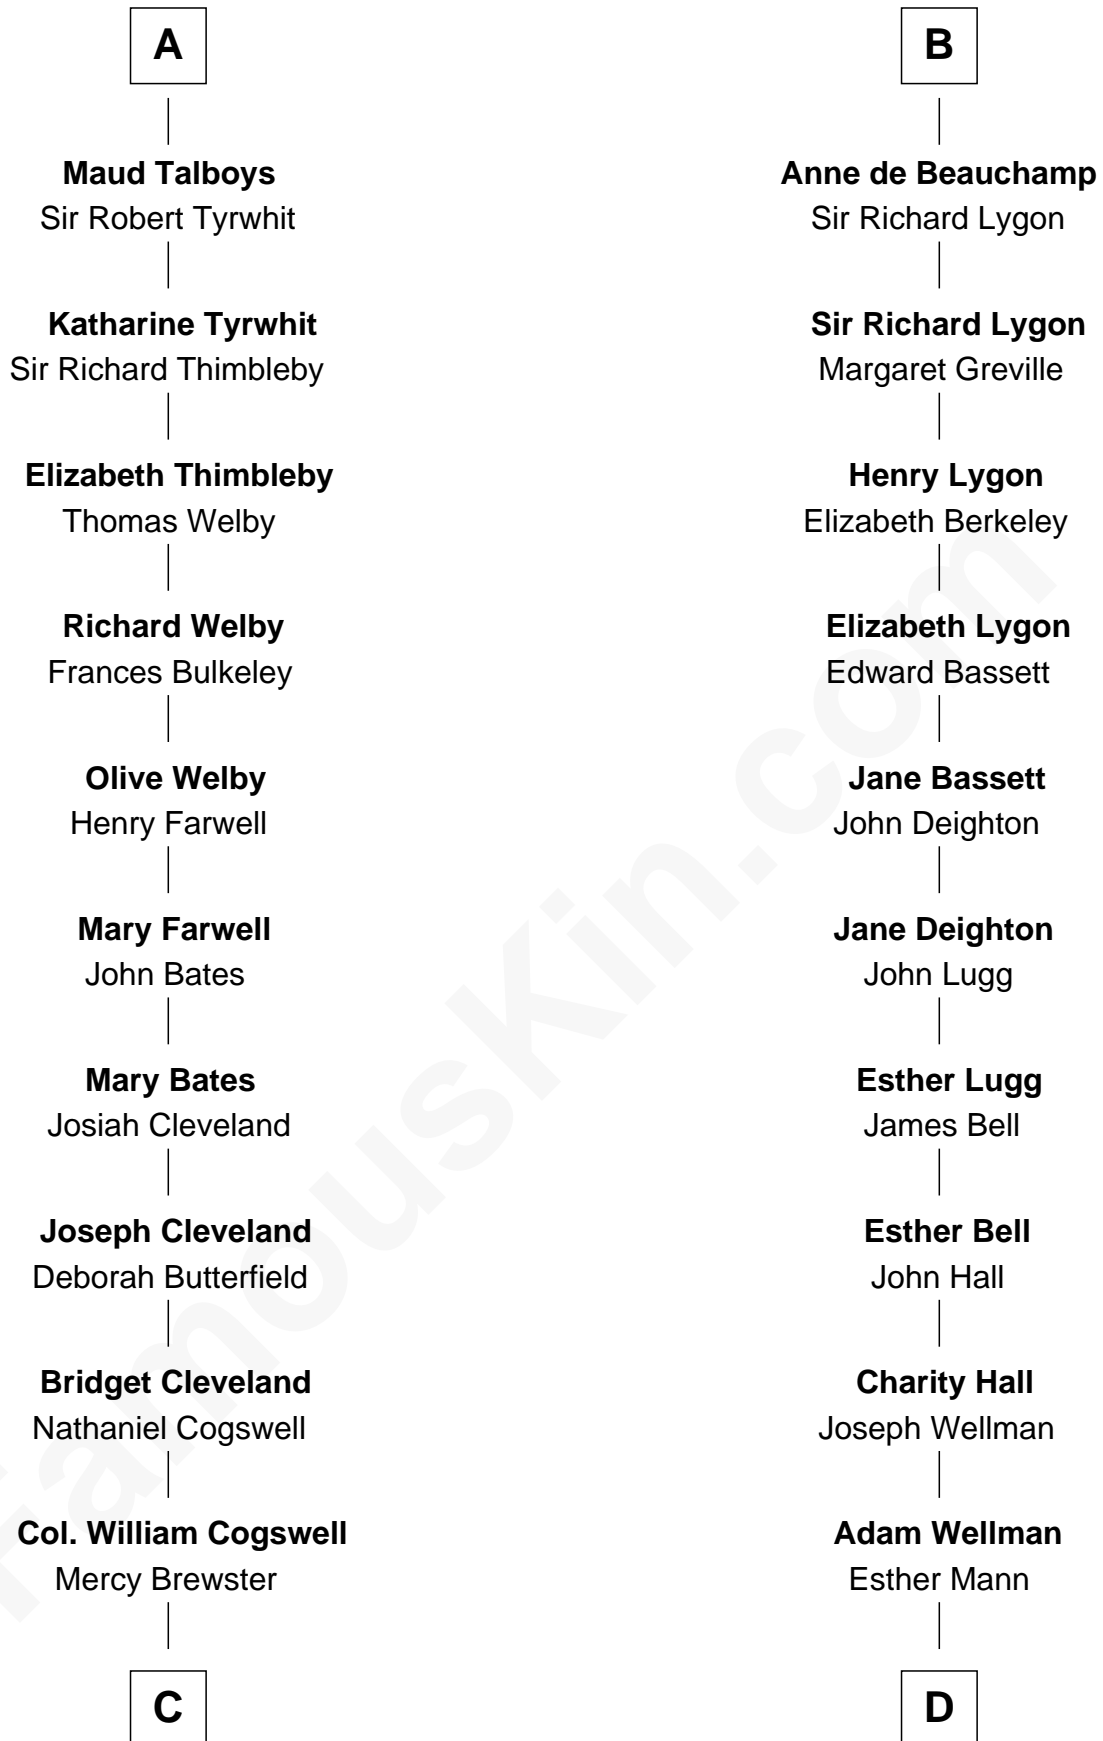 A
Maud Talboys
Sir Robert Tyrwhit
Katharine Tyrwhit
Sir Richard Thimbleby
Elizabeth Thimbleby
Thomas Welby
Richard Welby
Frances Bulkeley
Olive Welby
Henry Farwell
Mary Farwell
John Bates
Mary Bates
Josiah Cleveland
Joseph Cleveland
Deborah Butterfield
Bridget Cleveland
Nathaniel Cogswell
Col. William Cogswell
Mercy Brewster
C
B
Anne de Beauchamp
Sir Richard Lygon
Sir Richard Lygon
Margaret Greville
Henry Lygon
Elizabeth Berkeley
Elizabeth Lygon
Edward Bassett
Jane Bassett
John Deighton
Jane Deighton
John Lugg
Esther Lugg
James Bell
Esther Bell
John Hall
Charity Hall
Joseph Wellman
Adam Wellman
Esther Mann
D
FamousKin.com